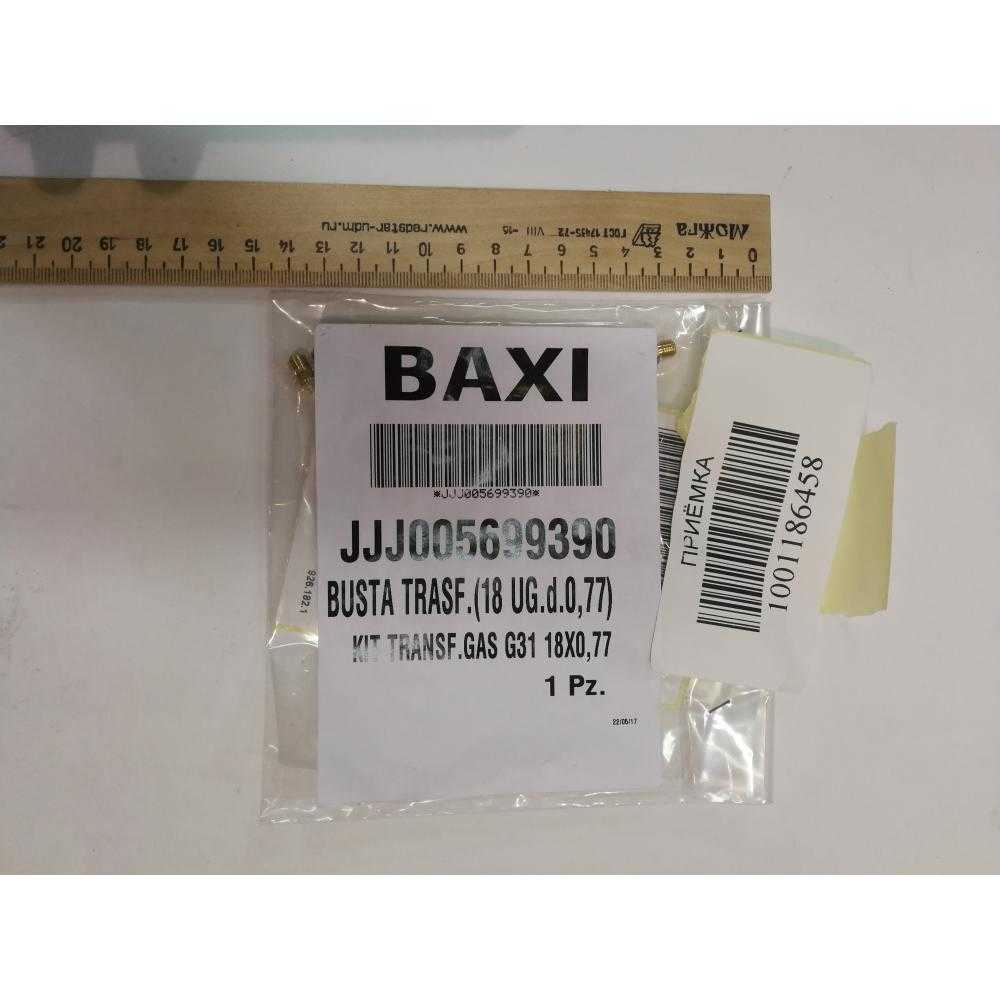 Можга
ГОСТ 17435-72 VIII -15
www.redstar-udm.ru
0 1 2 3 4 5 6 7 8 9 10 11 12 13 14 15 16 17 18 19 20 21
BAXI
*JJJ005699390*
JJJ005699390
BUSTA TRASF.(18 UG.d.0,77)
KIT TRANSF.GAS G31 18X0,77
1 Pz.
22/05/17
926.182.1
ПРИЁМКА
1001186458